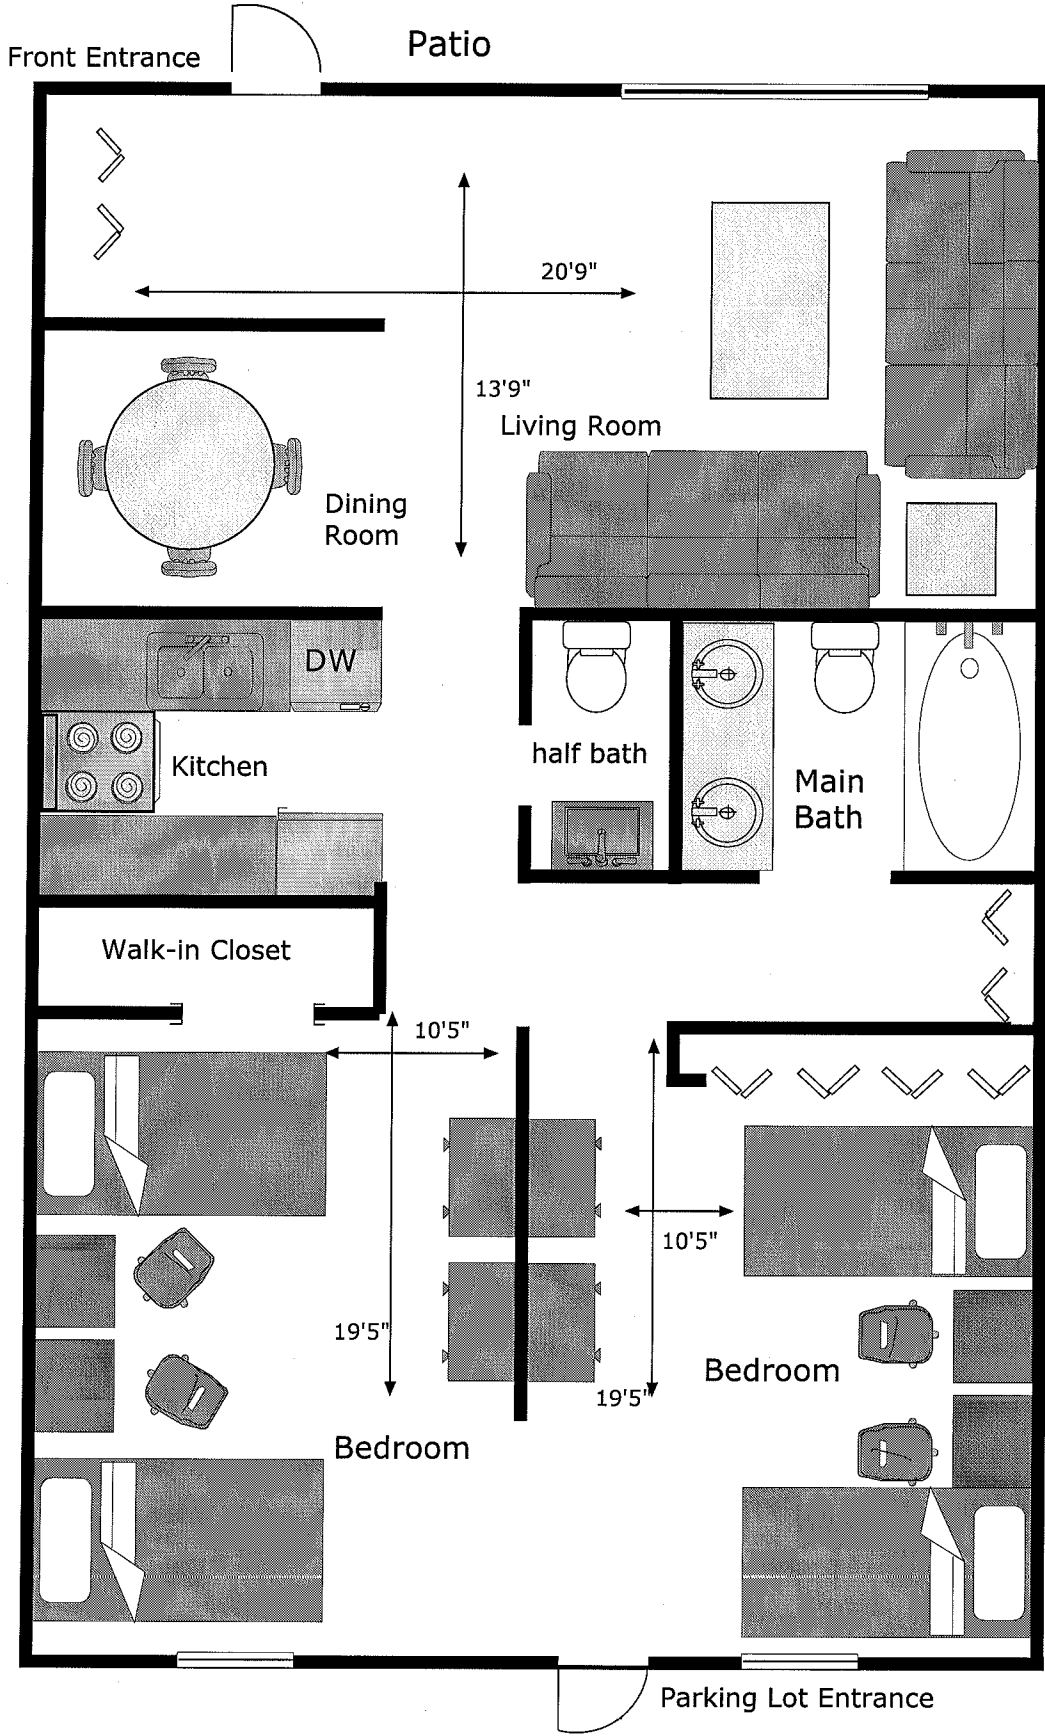 Patio
Front Entrance
20'9"
13'9"
Living Room
Dining
Room
DW
half bath
Kitchen
Main
Bath
Walk-in Closet
10'5"
10'5"
19'5"
Bedroom
19'5"
Bedroom
Parking Lot Entrance